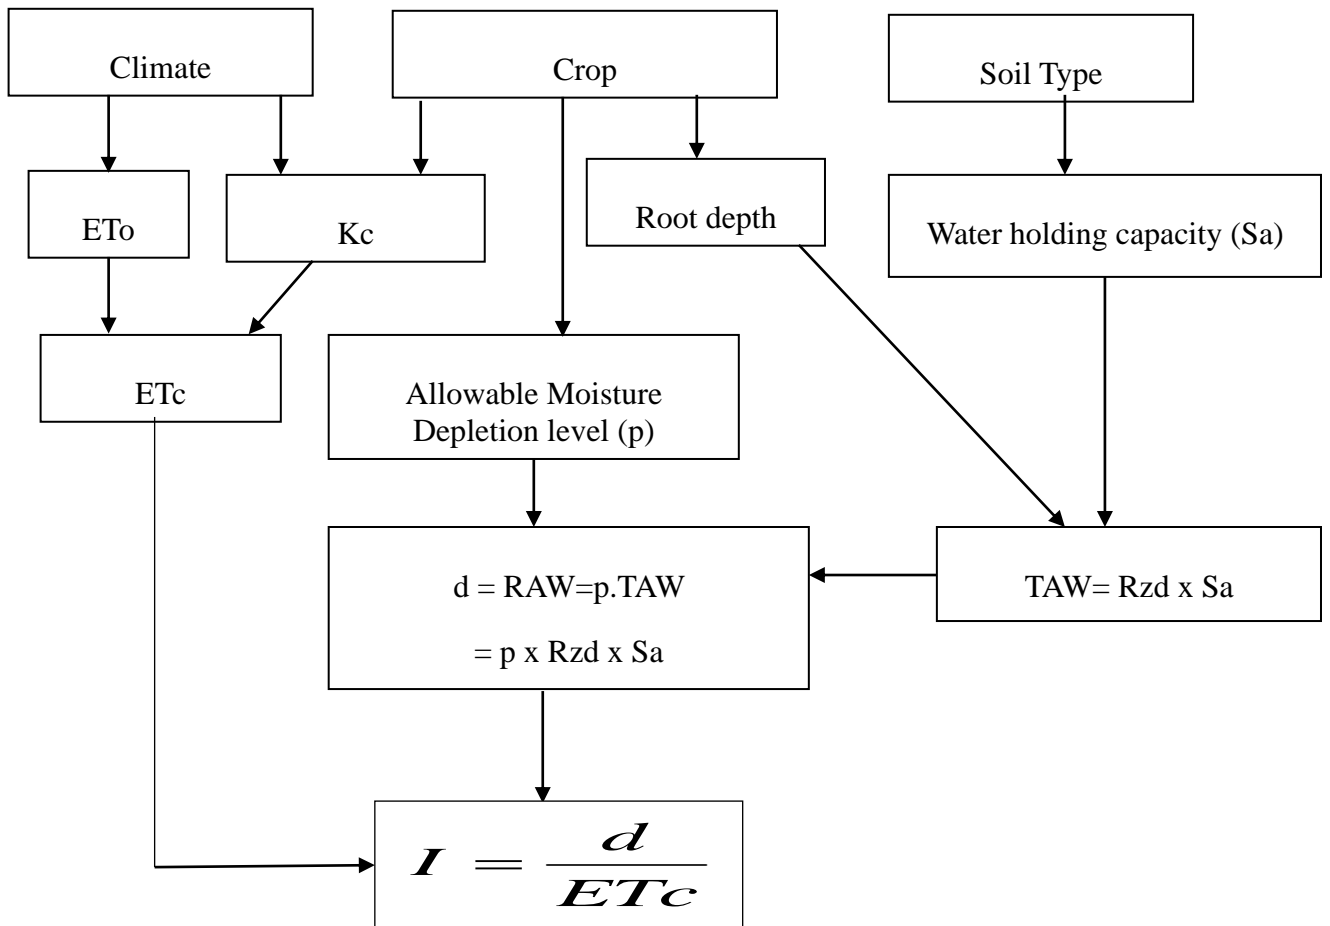 Climate
Crop
Soil Type
ETo
Kc
Root depth
Water holding capacity (Sa)
ETc
Allowable Moisture
Depletion level (p)
d = RAW=p.TAW
= p x Rzd x Sa
TAW= Rzd x Sa
I = d
ETc